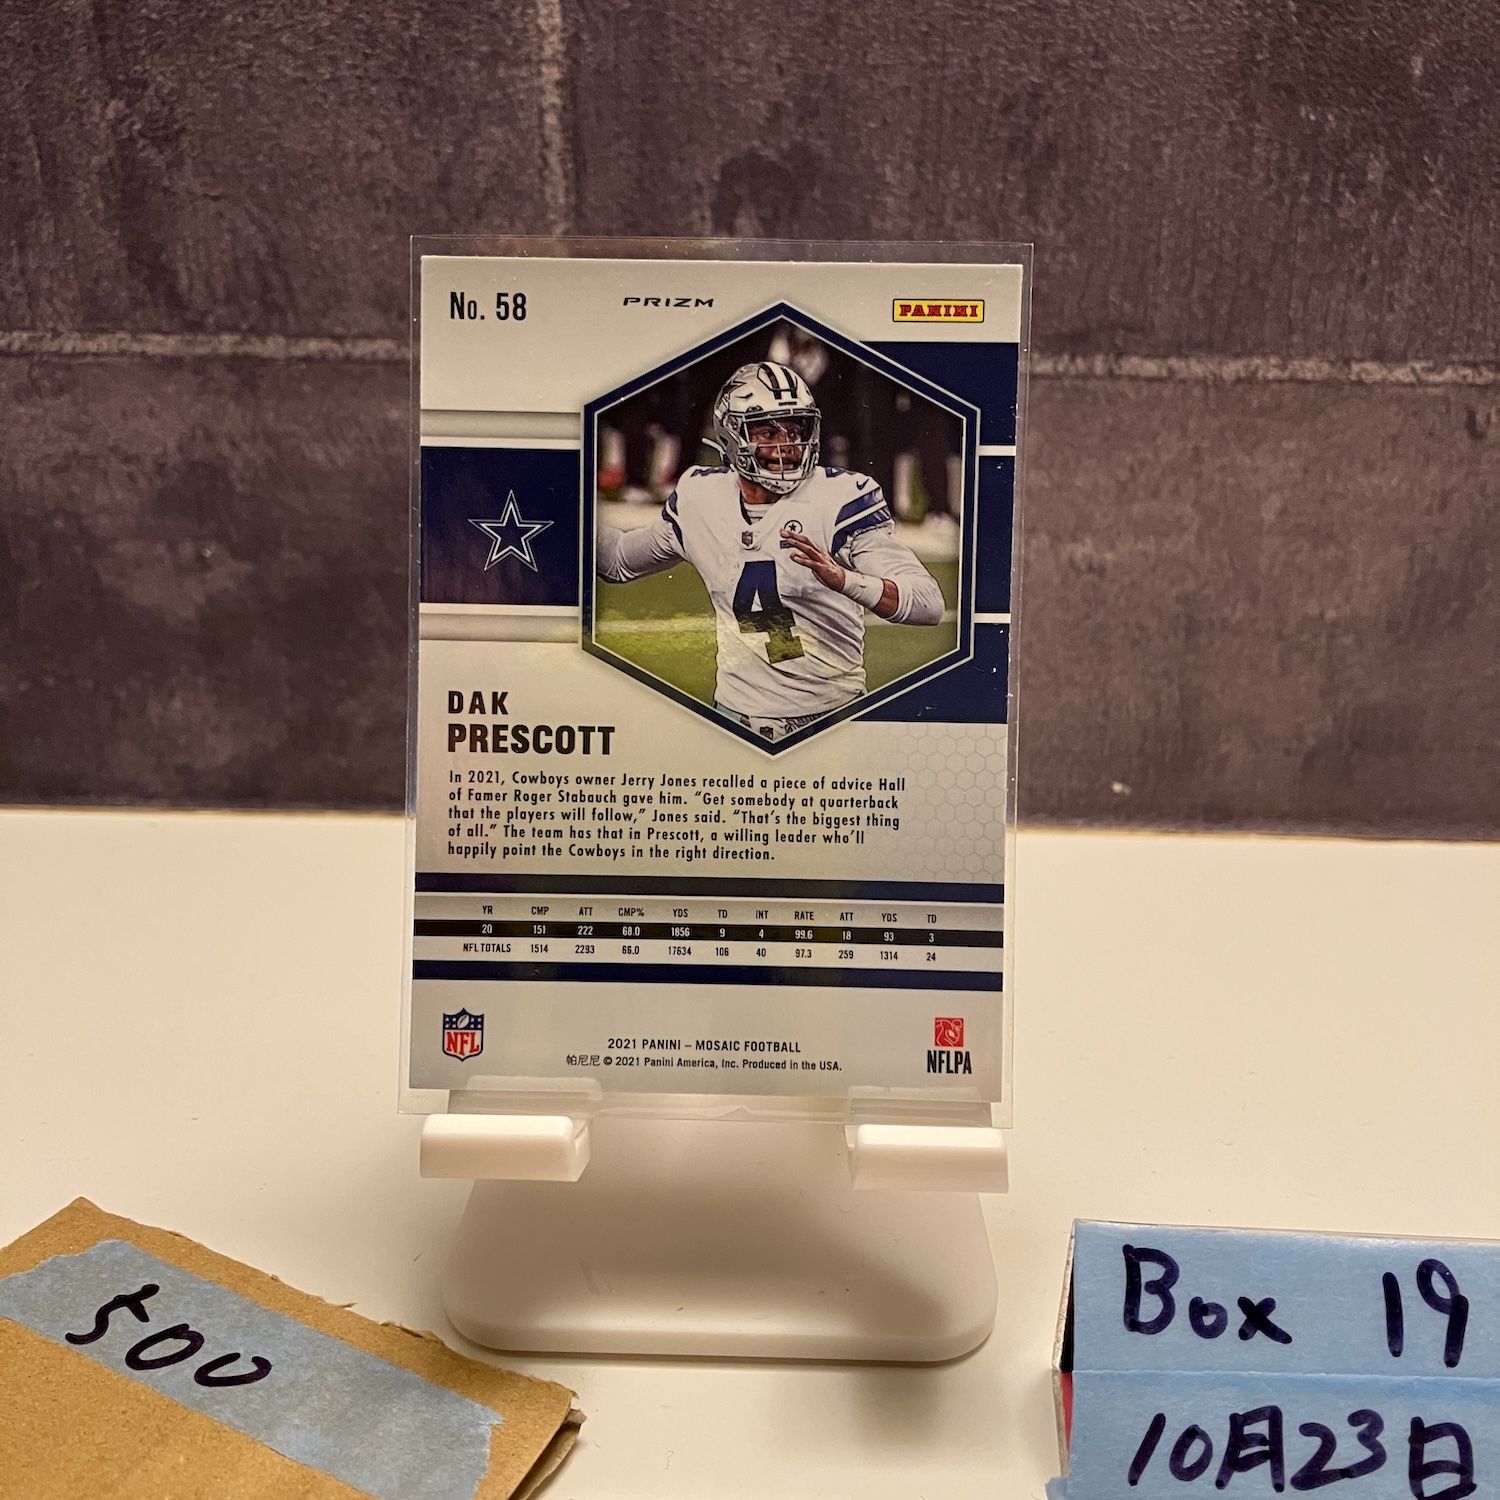 No. 58
PRIZM
PANINI
4
4
DAK
PRESCOTT
In 2021, Cowboys owner Jerry Jones recalled a piece of advice Hall
of Famer Roger Stabauch gave him. “Get somebody at quarterback
that the players will follow,” Jones said. “That’s the biggest thing
of all.” The team has that in Prescott, a willing leader who’ll
happily point the Cowboys in the right direction.
YR CMP ATT CMP% YDS TD INT RATE ATT YDS TD
20 151 222 68.0 1856 9 4 99.6 18 93 3
NFL TOTALS 1514 2293 66.0 17634 106 40 97.3 259 1314 24
NFL
2021 PANINI – MOSAIC FOOTBALL
帕尼尼 © 2021 Panini America, Inc. Produced in the USA.
NFLPA
500
Box 19
10月23日